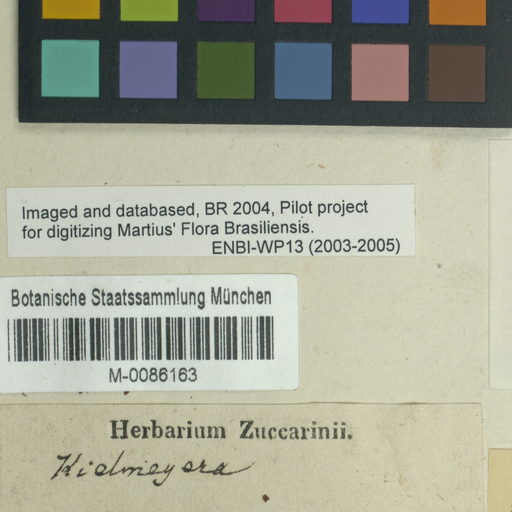 Imaged and databased, BR 2004, Pilot project
for digitizing Martius' Flora Brasiliensis.
ENBI-WP13 (2003-2005)
Botanische Staatssammlung München
M-0086163
Herbarium Zuccarinii.
Kielmeyera